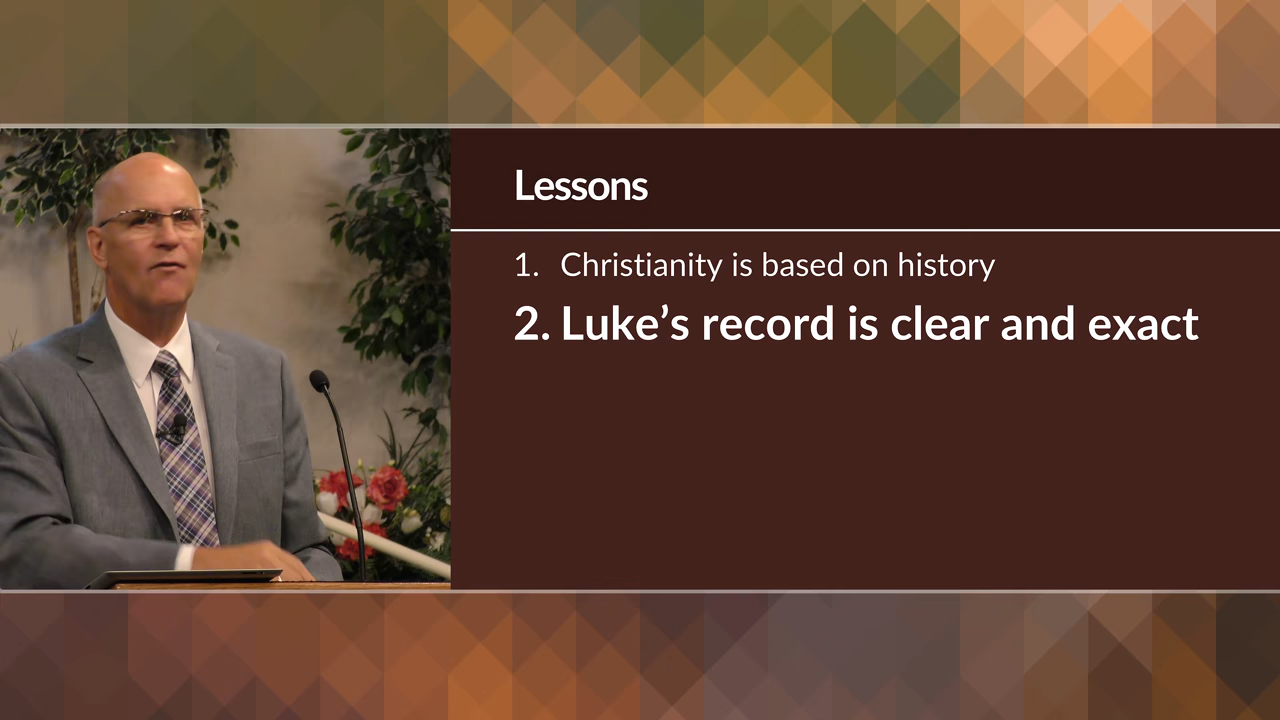 Lessons
1. Christianity is based on history
2. Luke’s record is clear and exact